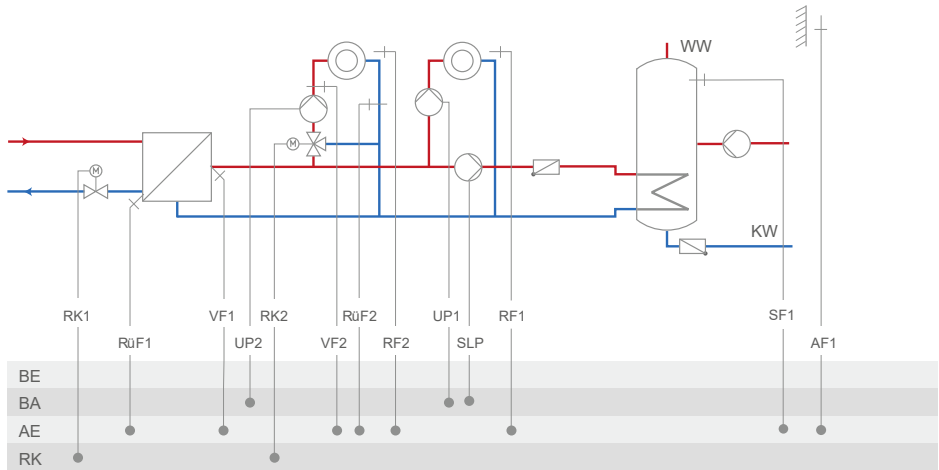 WW
M
M
KW
RK1 VF1 RK2 RüF2 UP1 RF1 SF1
RüF1 UP2 VF2 RF2 SLP AF1
BE
BA
AE
RK